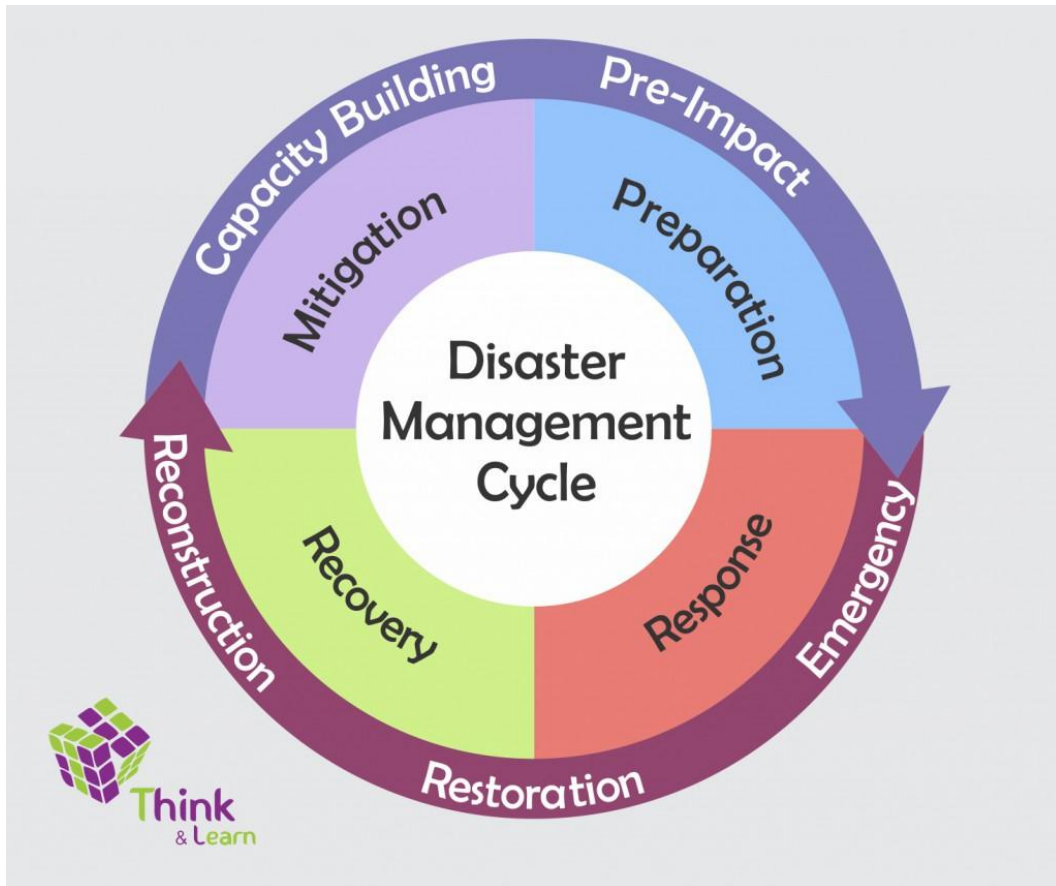 Capacity Building
Pre-Impact
Mitigation
Preparation
Disaster
Management
Cycle
Reconstruction
Recovery
Response
Emergency
Restoration
Think
& Learn